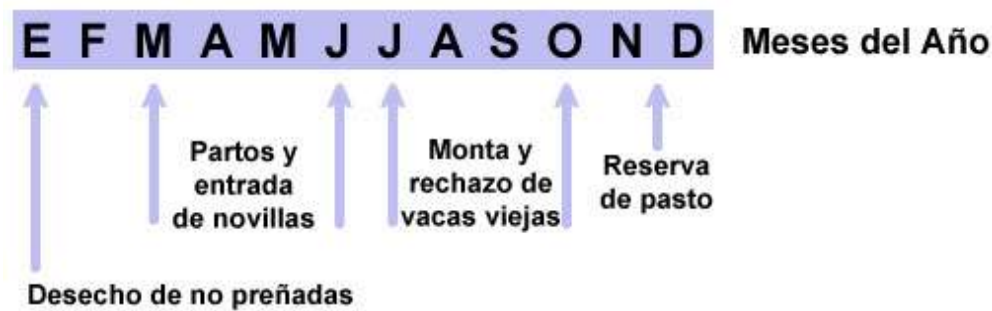 E F M A M J J A S O N D Meses del Año
Partos y
entrada
de novillas
Monta y
rechazo de
vacas viejas
Reserva
de pasto
Desecho de no preñadas